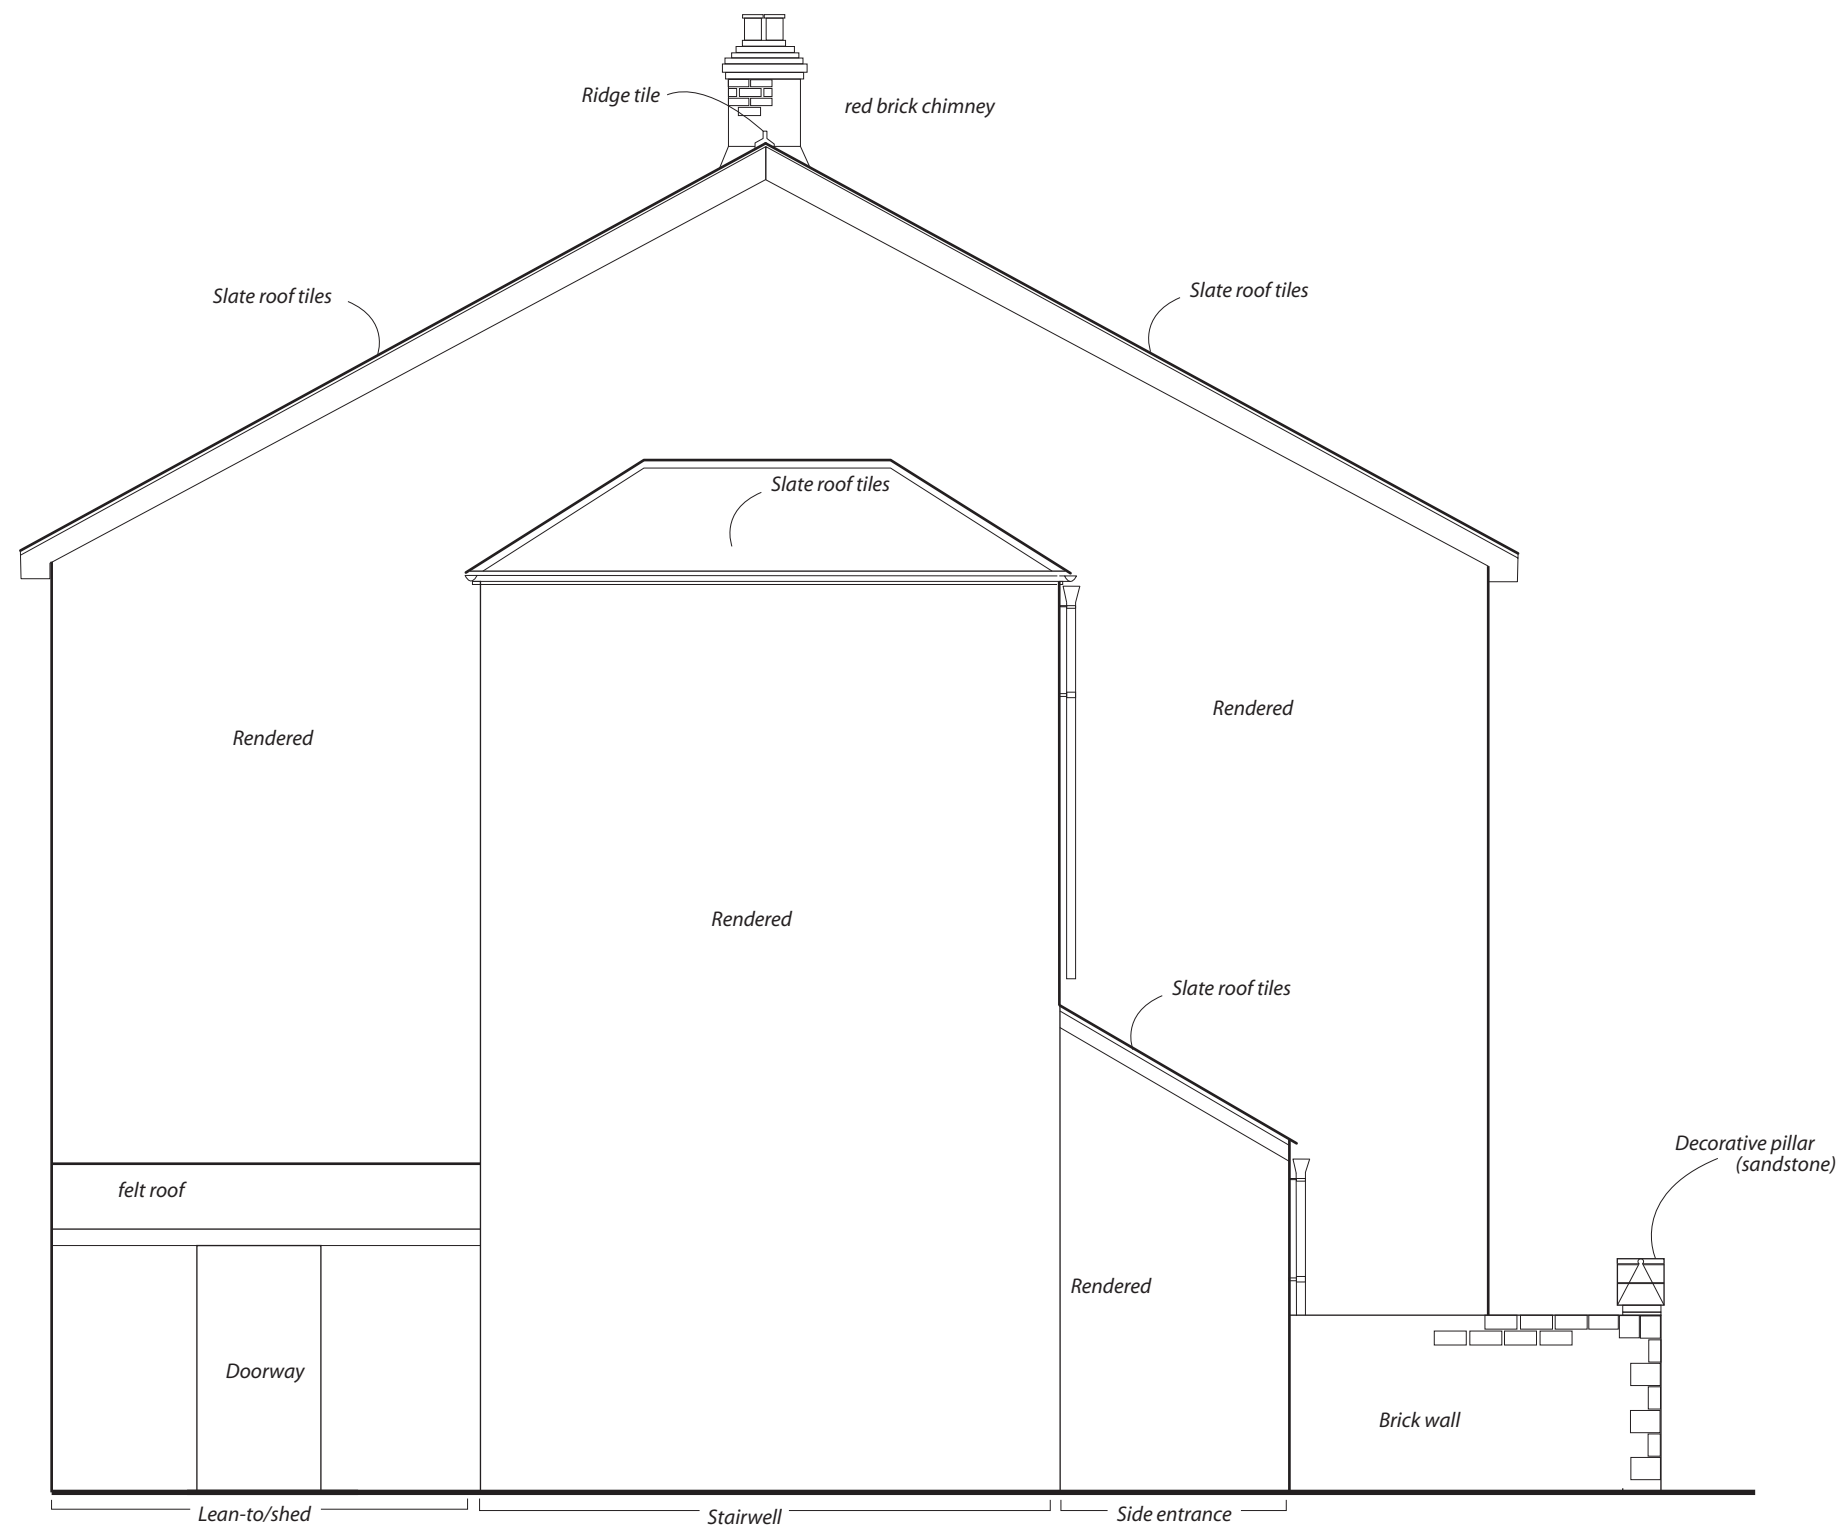 Ridge tile
red brick chimney
Slate roof tiles
Slate roof tiles
Slate roof tiles
Rendered
Rendered
Rendered
Slate roof tiles
Decorative pillar
(sandstone)
felt roof
Rendered
Doorway
Brick wall
Lean-to/shed
Stairwell
Side entrance